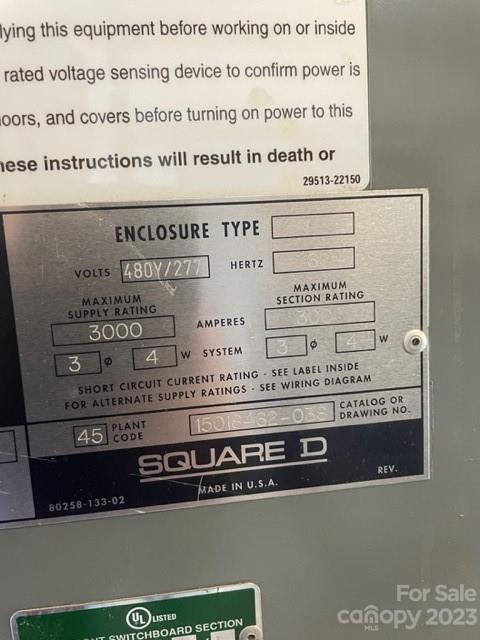 lying this equipment before working on or inside
rated voltage sensing device to confirm power is
oors, and covers before turning on power to this
hese instructions will result in death or
29513-22150
ENCLOSURE TYPE
VOLTS 480Y/277 HERTZ
MAXIMUM SUPPLY RATING
MAXIMUM SECTION RATING
3000 AMPERES
3 ø 4 W SYSTEM 3 ø 4 W
SHORT CIRCUIT CURRENT RATING - SEE LABEL INSIDE
FOR ALTERNATE SUPPLY RATINGS - SEE WIRING DIAGRAM
45 PLANT CODE CATALOG OR DRAWING NO.
SQUARE D
MADE IN U.S.A.
REV.
80258-133-02
UL LISTED
SWITCHBOARD SECTION
For Sale
canopy 2023
MLS